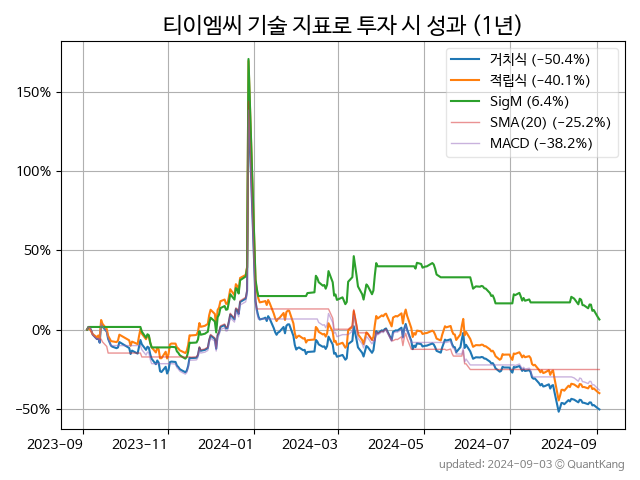 티이엠씨 기술 지표로 투자 시 성과 (1년)
거치식 (−50.4%)
적립식 (−40.1%)
SigM (6.4%)
SMA(20) (−25.2%)
MACD (−38.2%)
150%
100%
50%
0%
−50%
2023-09 2023-11 2024-01 2024-03 2024-05 2024-07 2024-09
updated: 2024-09-03 © QuantKang